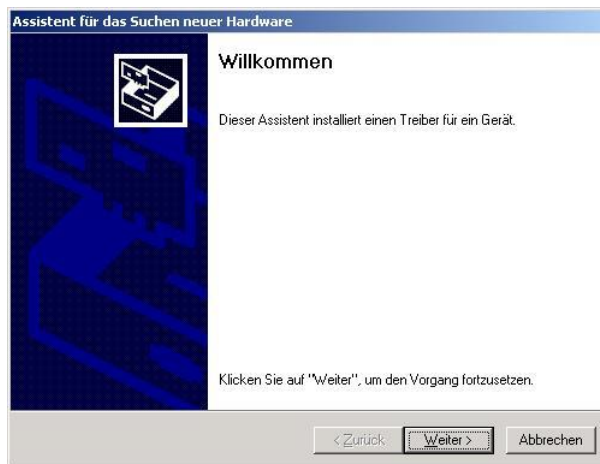 Assistent für das Suchen neuer Hardware
Willkommen
Dieser Assistent installiert einen Treiber für ein Gerät.
Klicken Sie auf "Weiter", um den Vorgang fortzusetzen.
< Zurück Weiter > Abbrechen